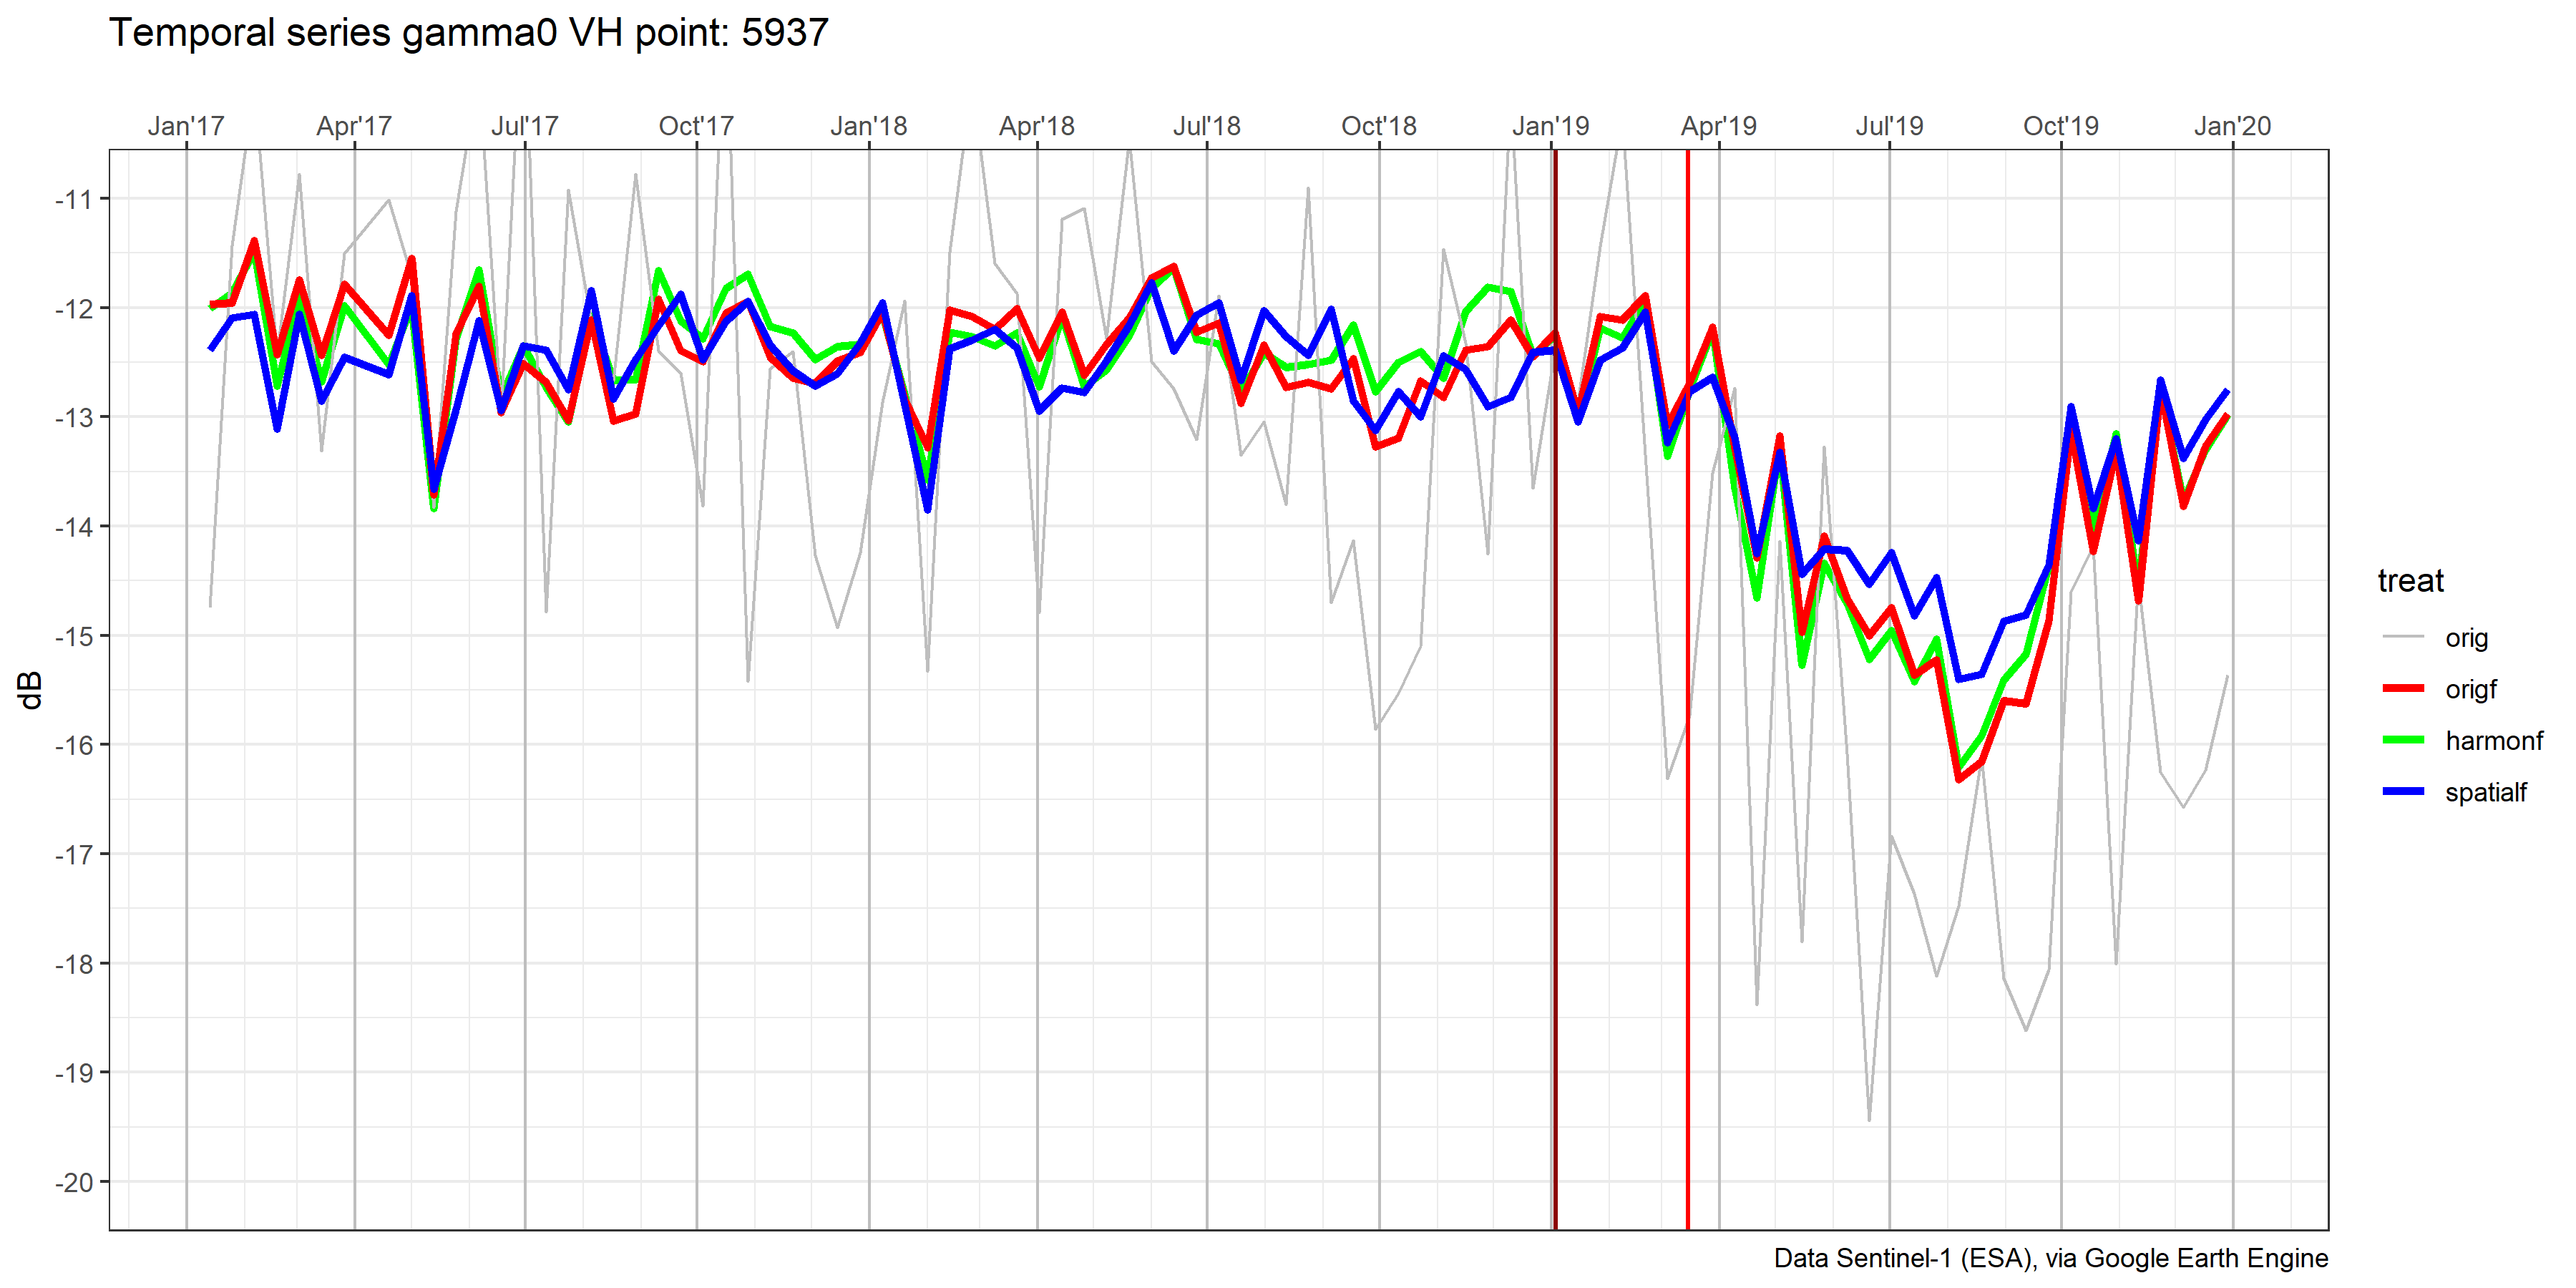 Temporal series gamma0 VH point: 5937
Jan'17 Apr'17 Jul'17 Oct'17 Jan'18 Apr'18 Jul'18 Oct'18 Jan'19 Apr'19 Jul'19 Oct'19 Jan'20
-11
-12
-13
-14
-15
-16
-17
-18
-19
-20
dB
treat
orig
origf
harmonf
spatialf
Data Sentinel-1 (ESA), via Google Earth Engine